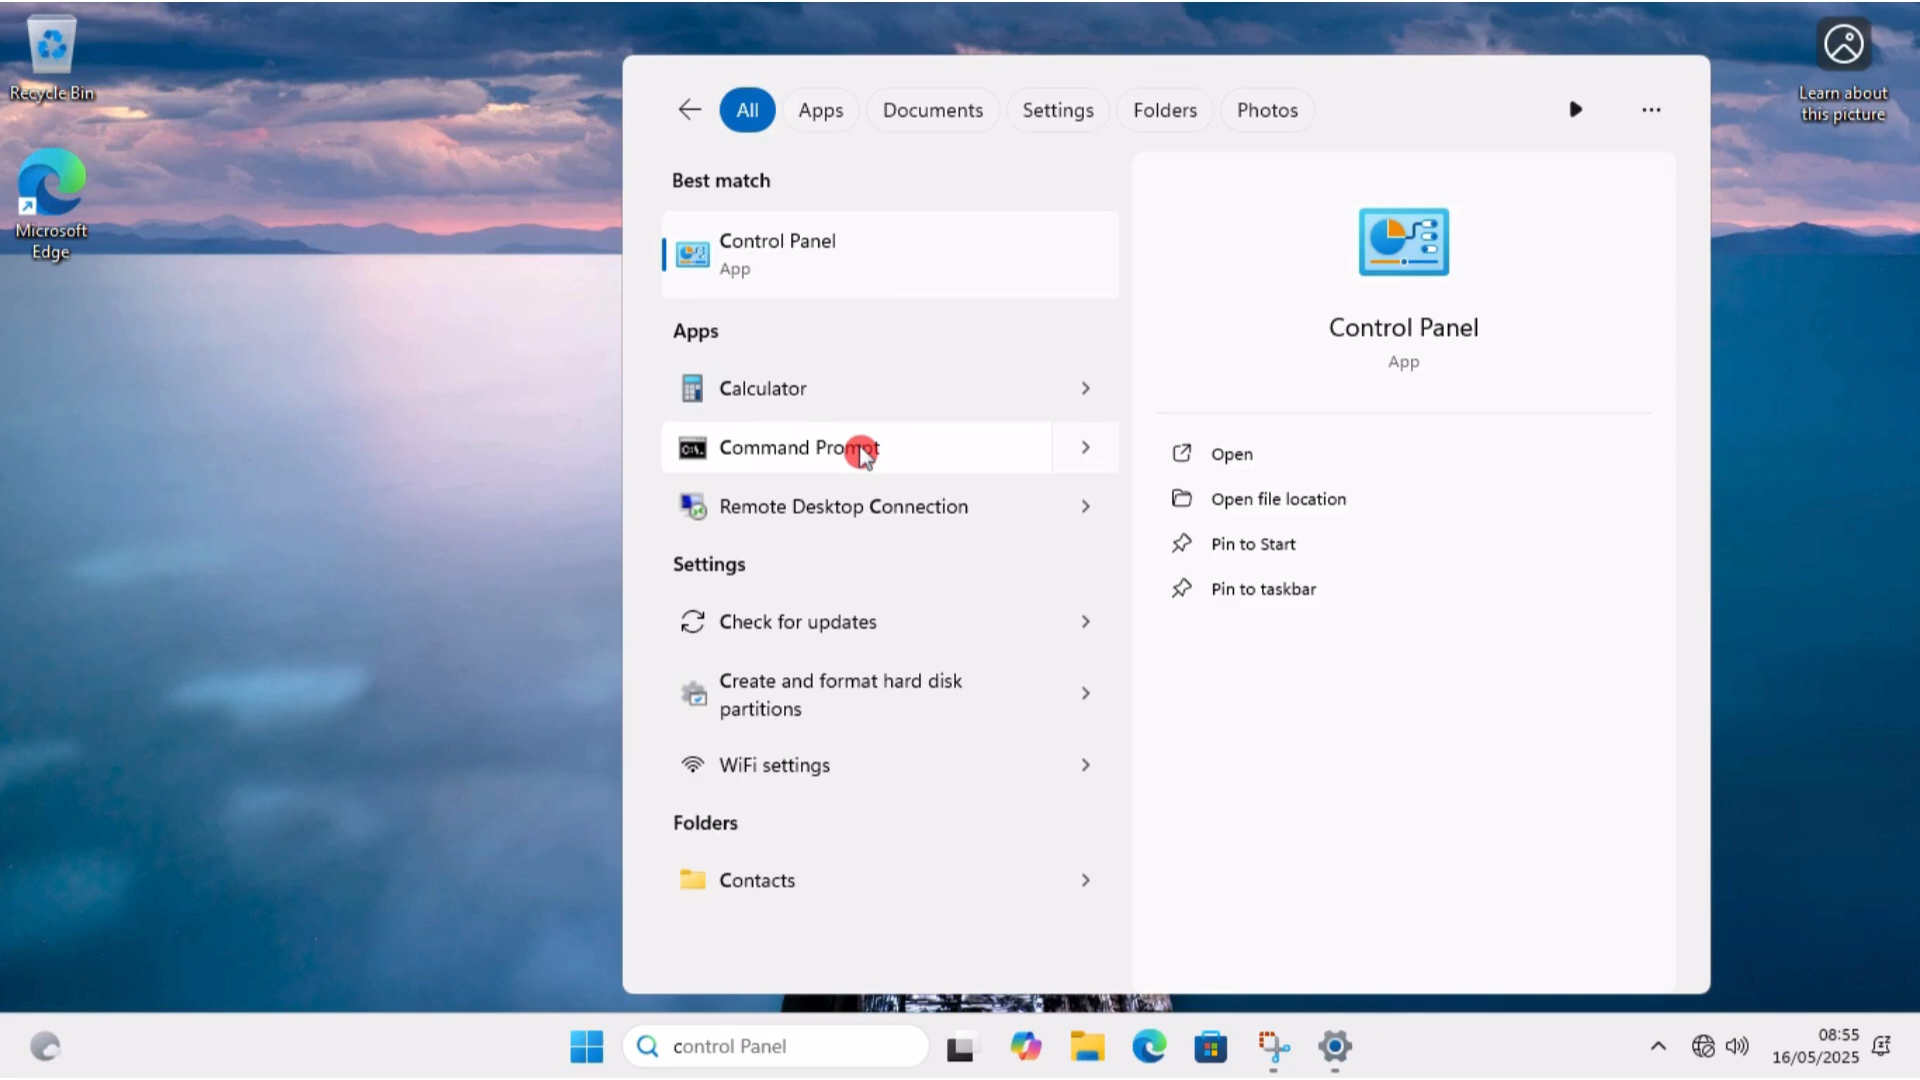 Recycle Bin
Microsoft
Edge
Learn about
this picture
All
Apps
Documents
Settings
Folders
Photos
Best match
Control Panel
App
Apps
Calculator
Command Prompt
Remote Desktop Connection
Settings
Check for updates
Create and format hard disk
partitions
WiFi settings
Folders
Contacts
Control Panel
App
Open
Open file location
Pin to Start
Pin to taskbar
control Panel
08:55
16/05/2025